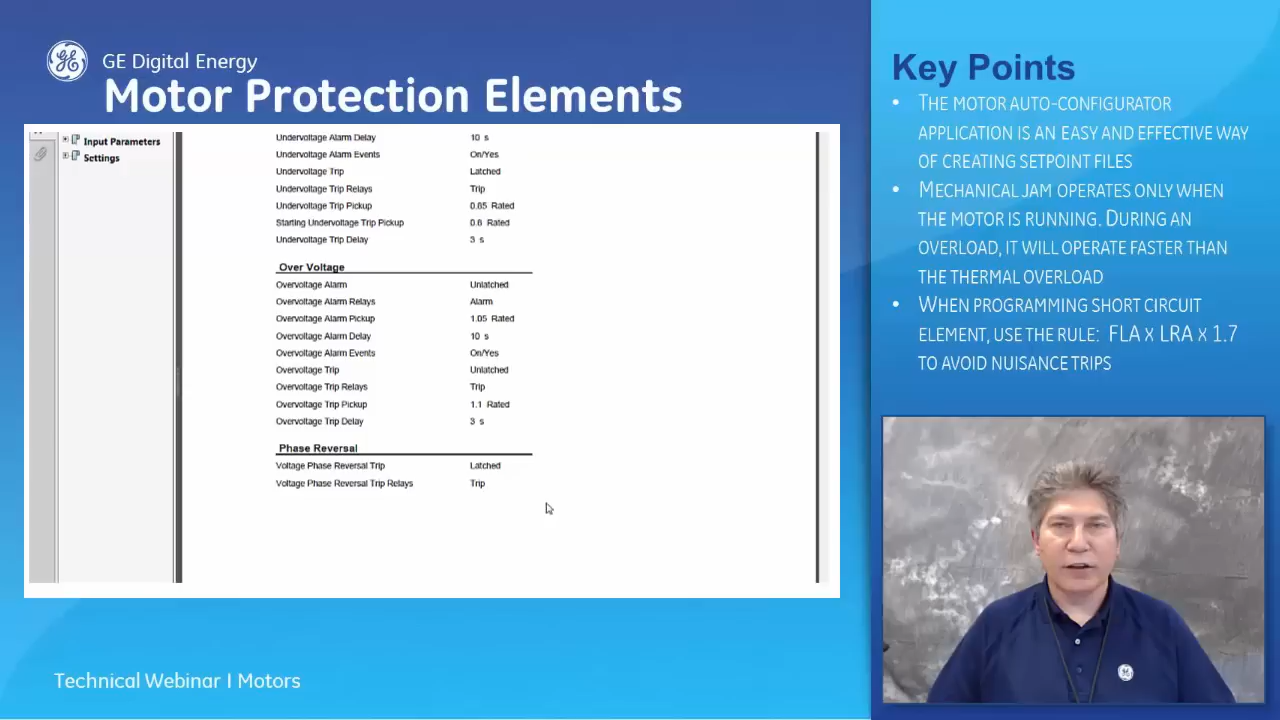 GE Digital Energy
Motor Protection Elements
Input Parameters
Settings
Undervoltage Alarm Delay 10 s
Undervoltage Alarm Events On/Yes
Undervoltage Trip Latched
Undervoltage Trip Relays Trip
Undervoltage Trip Pickup 0.85 Rated
Starting Undervoltage Trip Pickup 0.6 Rated
Undervoltage Trip Delay 3 s
Over Voltage
Overvoltage Alarm Unlatched
Overvoltage Alarm Relays Alarm
Overvoltage Alarm Pickup 1.05 Rated
Overvoltage Alarm Delay 10 s
Overvoltage Alarm Events On/Yes
Overvoltage Trip Unlatched
Overvoltage Trip Relays Trip
Overvoltage Trip Pickup 1.1 Rated
Overvoltage Trip Delay 3 s
Phase Reversal
Voltage Phase Reversal Trip Latched
Voltage Phase Reversal Trip Relays Trip
Technical Webinar I Motors
Key Points
• THE MOTOR AUTO-CONFIGURATOR
APPLICATION IS AN EASY AND EFFECTIVE WAY
OF CREATING SETPOINT FILES
• MECHANICAL JAM OPERATES ONLY WHEN
THE MOTOR IS RUNNING. DURING AN
OVERLOAD, IT WILL OPERATE FASTER THAN
THE THERMAL OVERLOAD
• WHEN PROGRAMMING SHORT CIRCUIT
ELEMENT, USE THE RULE: FLA x LRA x 1.7
TO AVOID NUISANCE TRIPS